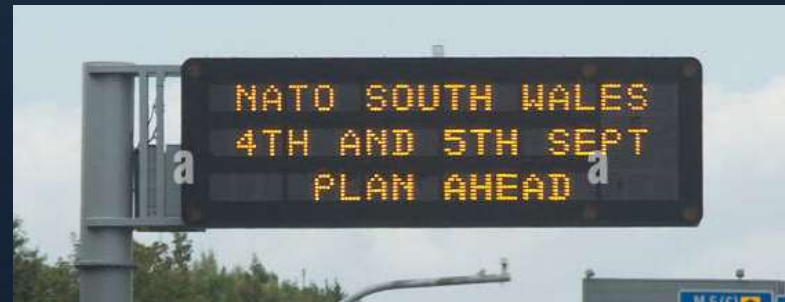 NATO SOUTH WALES
4TH AND 5TH SEPT
PLAN AHEAD
a
a